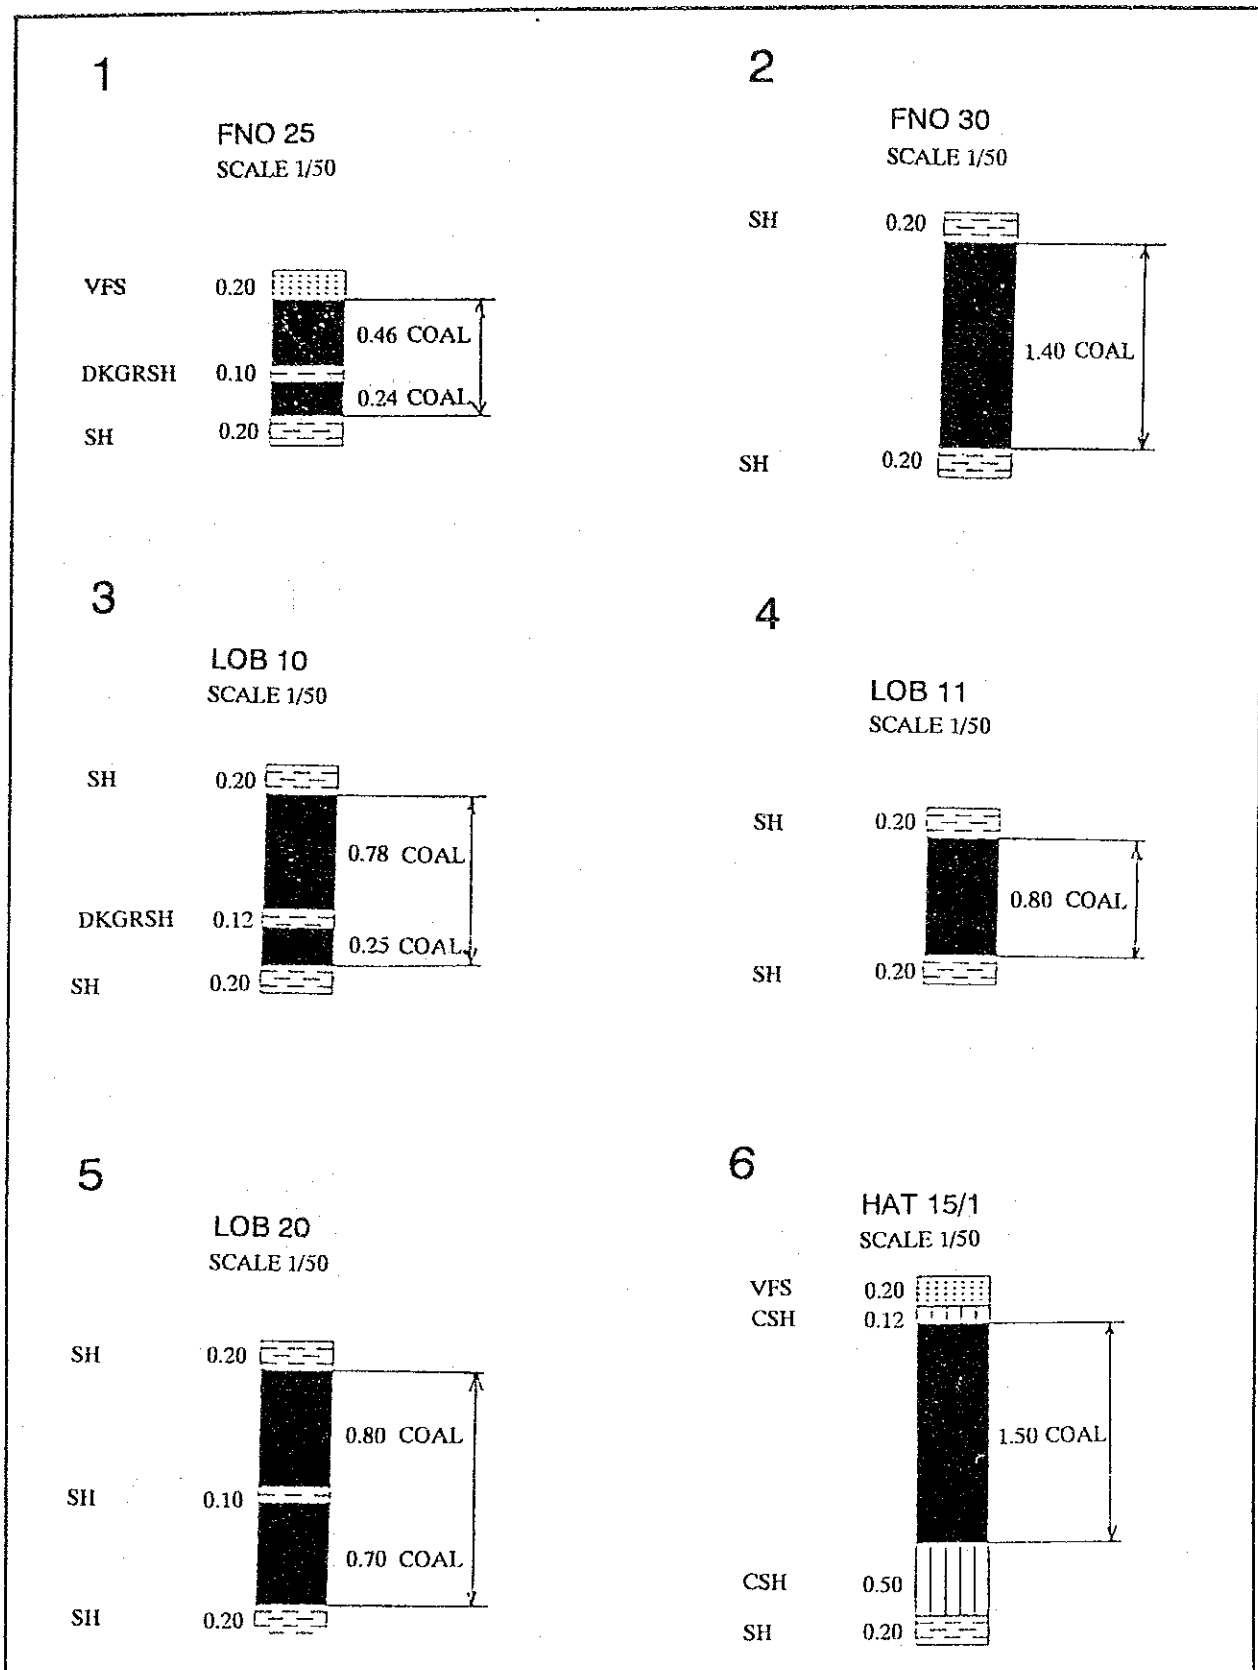 1
FNO 25
SCALE 1/50
VFS 0.20
0.46 COAL
DKGRSH 0.10
0.24 COAL
SH 0.20
2
FNO 30
SCALE 1/50
SH 0.20
1.40 COAL
SH 0.20
3
LOB 10
SCALE 1/50
SH 0.20
0.78 COAL
DKGRSH 0.12
0.25 COAL
SH 0.20
4
LOB 11
SCALE 1/50
SH 0.20
0.80 COAL
SH 0.20
5
LOB 20
SCALE 1/50
SH 0.20
0.80 COAL
SH 0.10
0.70 COAL
SH 0.20
6
HAT 15/1
SCALE 1/50
VFS 0.20
CSH 0.12
1.50 COAL
CSH 0.50
SH 0.20